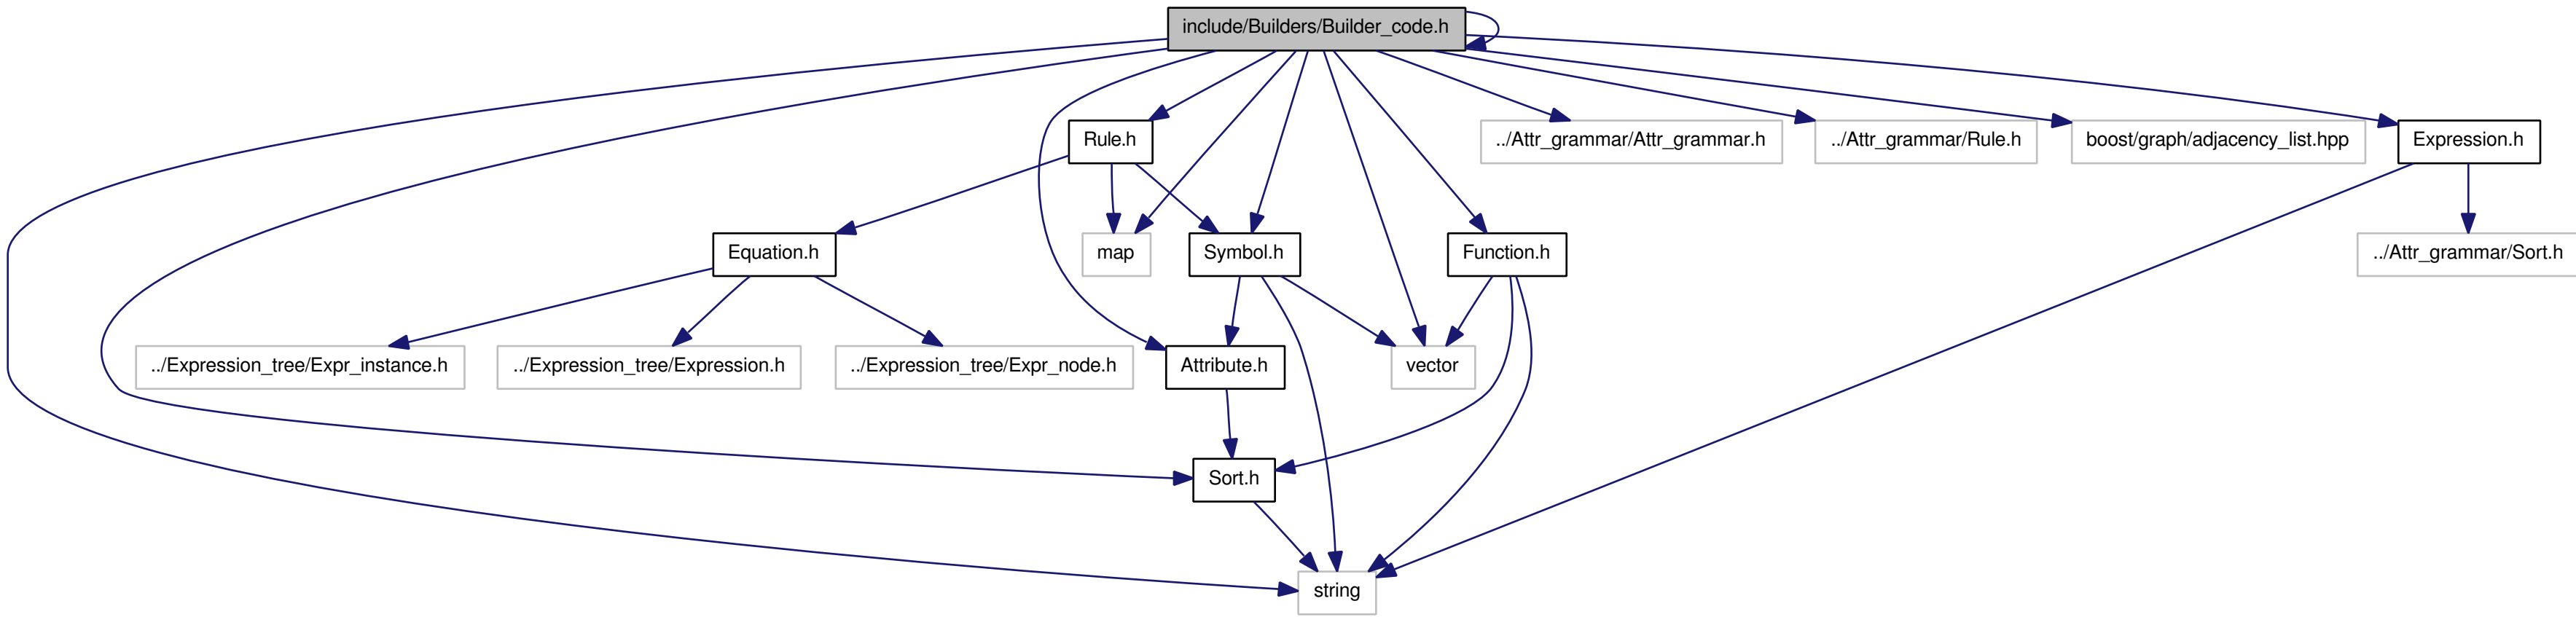 include/Builders/Builder_code.h
Rule.h
../Attr_grammar/Attr_grammar.h
../Attr_grammar/Rule.h
boost/graph/adjacency_list.hpp
Expression.h
Equation.h
map
Symbol.h
Function.h
../Attr_grammar/Sort.h
../Expression_tree/Expr_instance.h
../Expression_tree/Expression.h
../Expression_tree/Expr_node.h
Attribute.h
vector
Sort.h
string